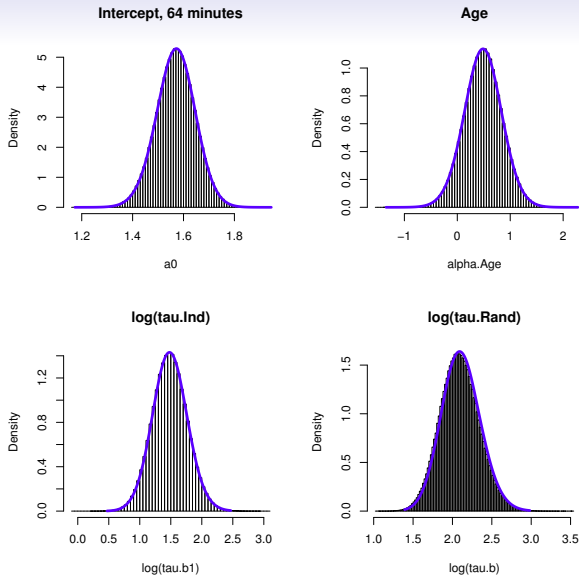 Intercept, 64 minutes
Density
0 1 2 3 4 5
1.2 1.4 1.6 1.8
a0
Age
Density
0.0 0.2 0.4 0.6 0.8 1.0
−1 0 1 2
alpha.Age
log(tau.Ind)
Density
0.0 0.4 0.8 1.2
0.0 0.5 1.0 1.5 2.0 2.5 3.0
log(tau.b1)
log(tau.Rand)
Density
0.0 0.5 1.0 1.5
1.0 1.5 2.0 2.5 3.0 3.5
log(tau.b)